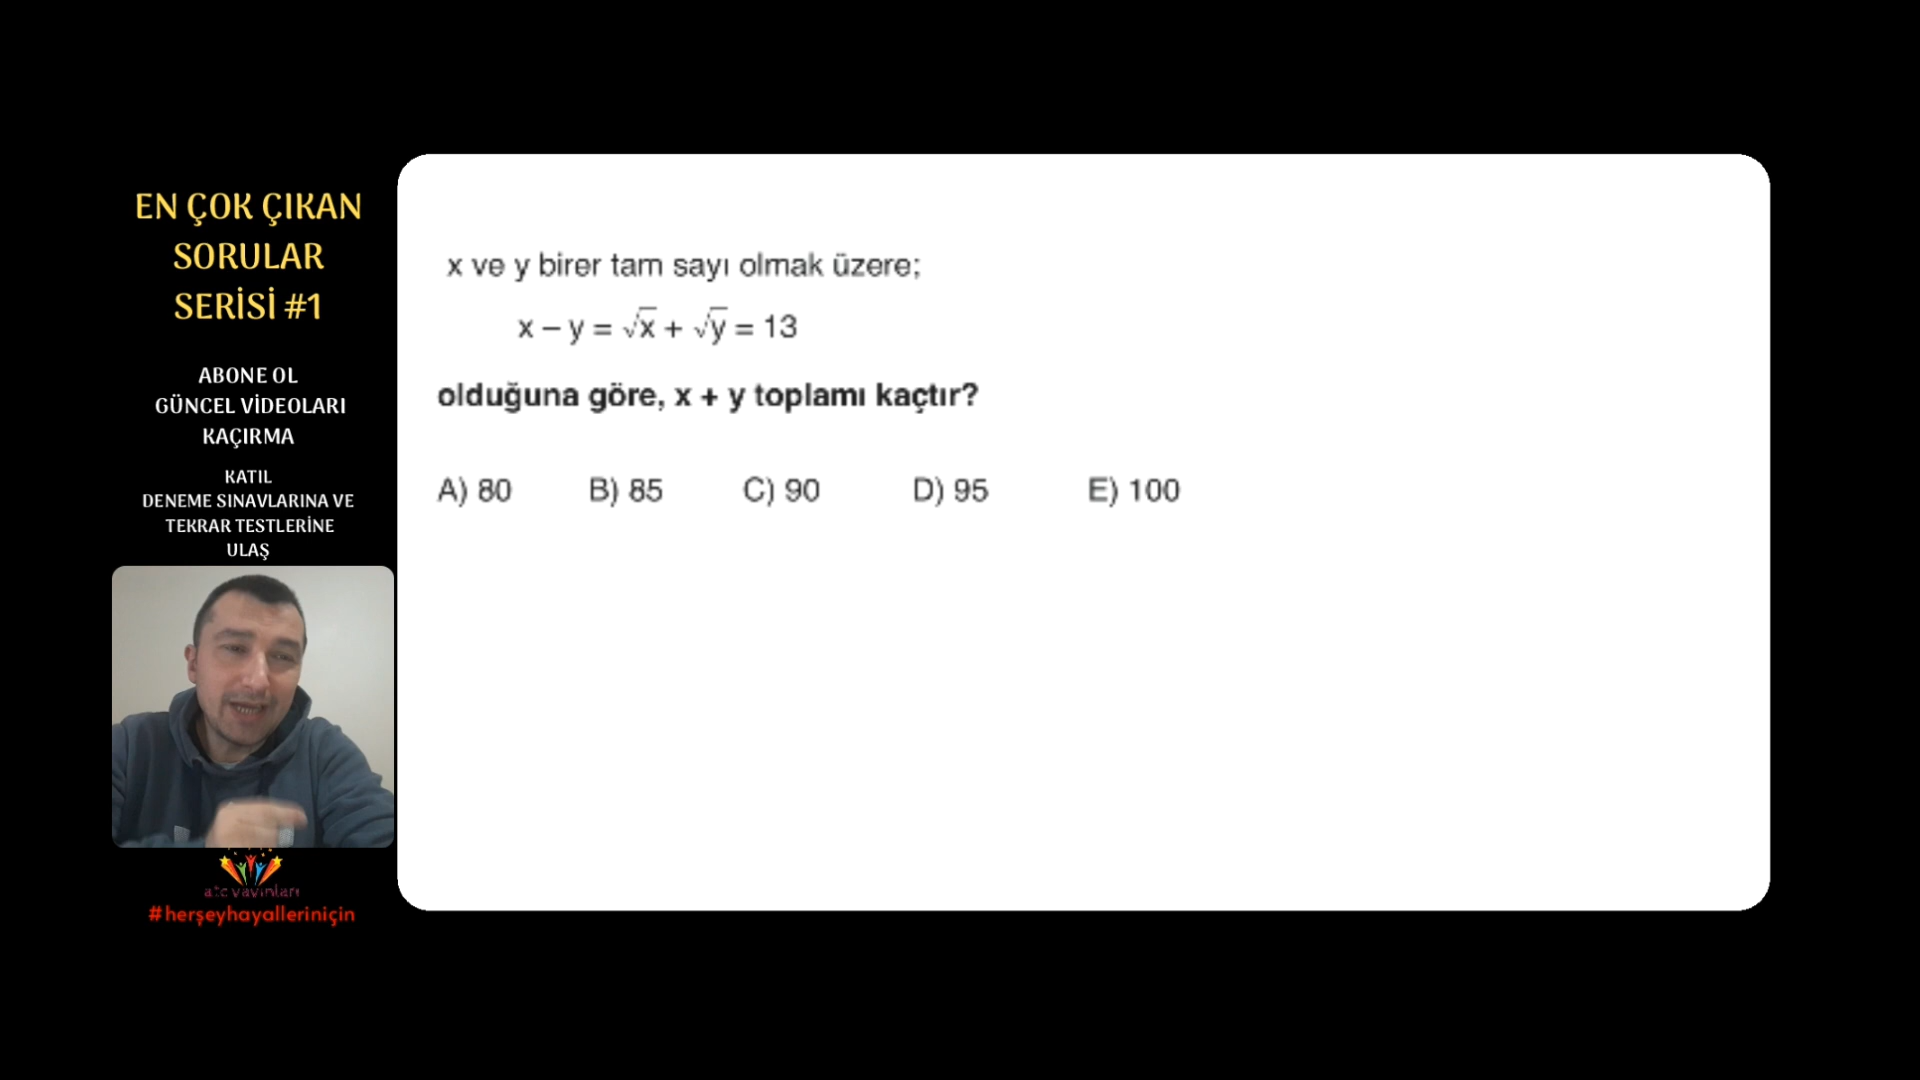 EN ÇOK ÇIKAN
SORULAR
SERİSİ #1
ABONE OL
GÜNCEL VİDEOLARI
KAÇIRMA
KATIL
DENEME SINAVLARINA VE
TEKRAR TESTLERİNE
ULAŞ
atc yayınları
#herşeyhayalleriniçin
x ve y birer tam sayı olmak üzere;
x – y = √x + √y = 13
olduğuna göre, x + y toplamı kaçtır?
A) 80 B) 85 C) 90 D) 95 E) 100